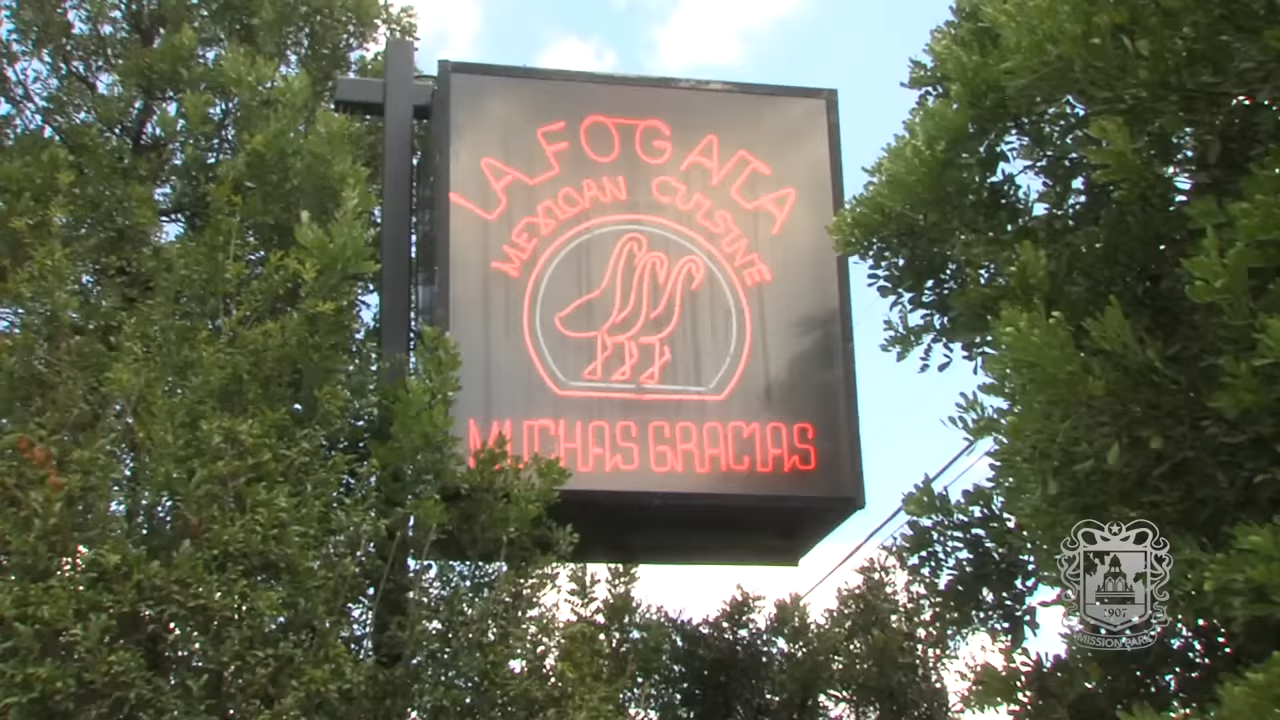 LA FOGATA
MEXICAN CUISINE
MUCHAS GRACIAS
1907
MISSION PARK